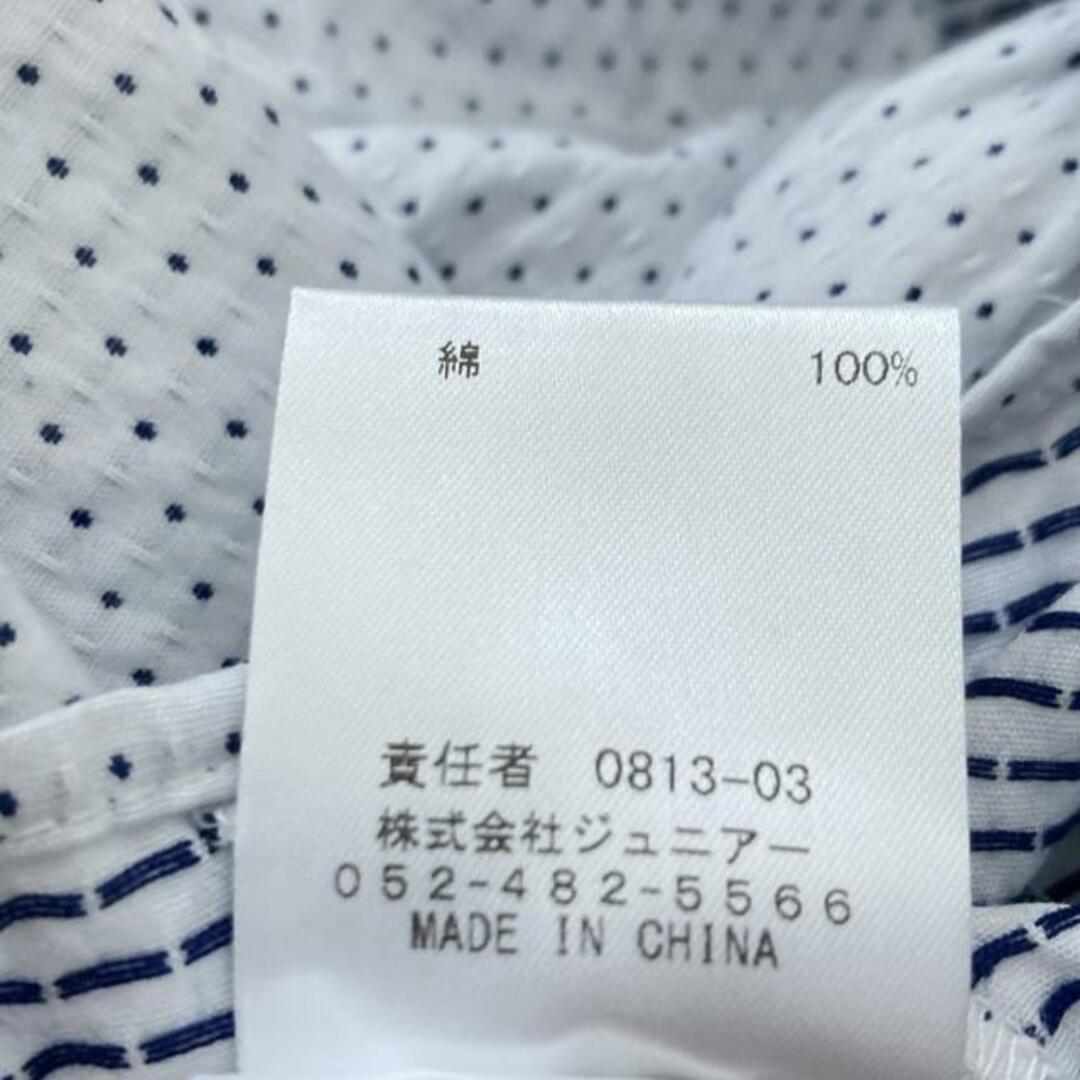 綿 100%
責任者 0813-03
株式会社ジュニアー
052-482-5566
MADE IN CHINA